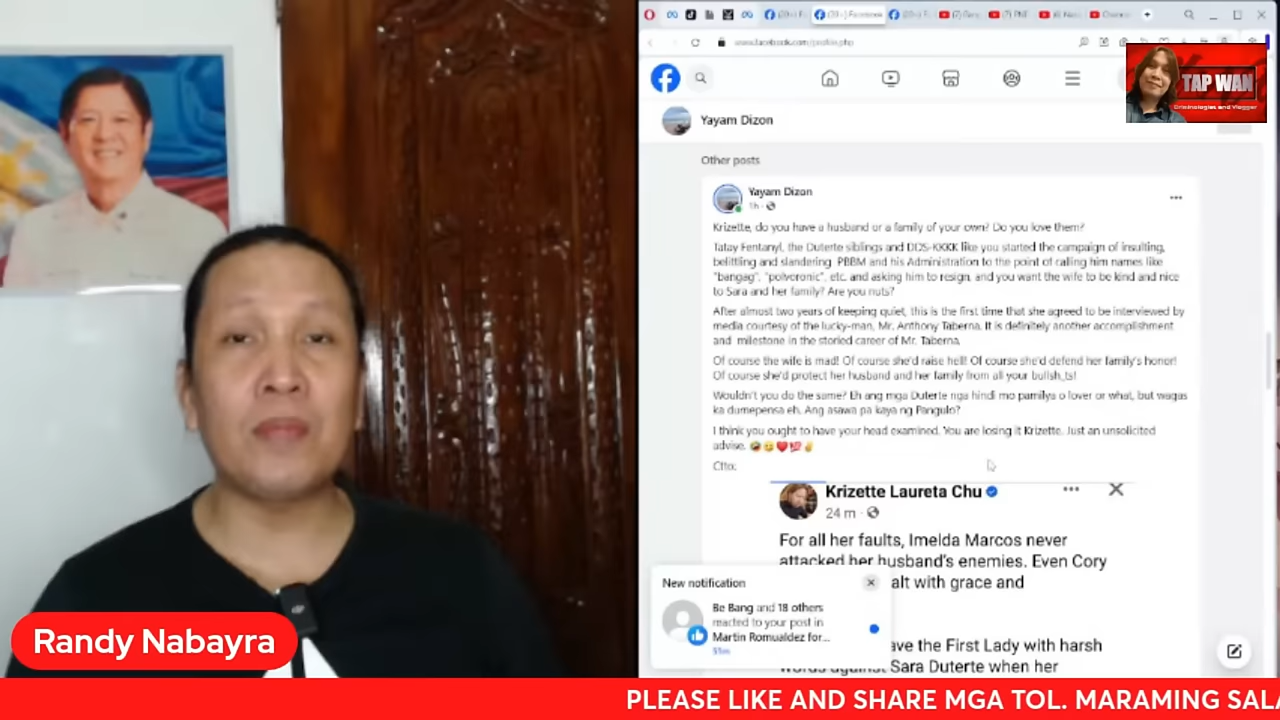 www.facebook.com/profile.php
TAP WAN
Criminologist and Vlogger
Yayam Dizon
Other posts
Yayam Dizon
1h
Krizette, do you have a husband or a family of your own? Do you love them?
Tatay Fentanyl, the Duterte siblings and DDS-KKKK like you started the campaign of insulting,
belittling and slandering PBBM and his Administration to the point of calling him names like
"bangag", "polvoronic", etc. and asking him to resign, and you want the wife to be kind and nice
to Sara and her family? Are you nuts?
After almost two years of keeping quiet, this is the first time that she agreed to be interviewed by
media courtesy of the lucky-man, Mr. Anthony Taberna. It is definitely another accomplishment
and milestone in the storied career of Mr. Taberna.
Of course the wife is mad! Of course she'd raise hell! Of course she'd defend her family's honor!
Of course she'd protect her husband and her family from all your bullsh_ts!
Wouldn't you do the same? Eh ang mga Duterte nga hindi mo pamilya o lover or what, but wagas
ka dumepensa eh. Ang asawa pa kaya ng Pangulo?
I think you ought to have your head examined. You are losing it Krizette. Just an unsolicited
advise. 🤣😊❤️💯✌️
Ctto:
Krizette Laureta Chu
24 m
For all her faults, Imelda Marcos never
attacked her husband's enemies. Even Cory
alt with grace and
ave the First Lady with harsh
words against Sara Duterte when her
New notification
Be Bang and 18 others
reacted to your post in
Martin Romualdez for...
Randy Nabayra
PLEASE LIKE AND SHARE MGA TOL. MARAMING SALA